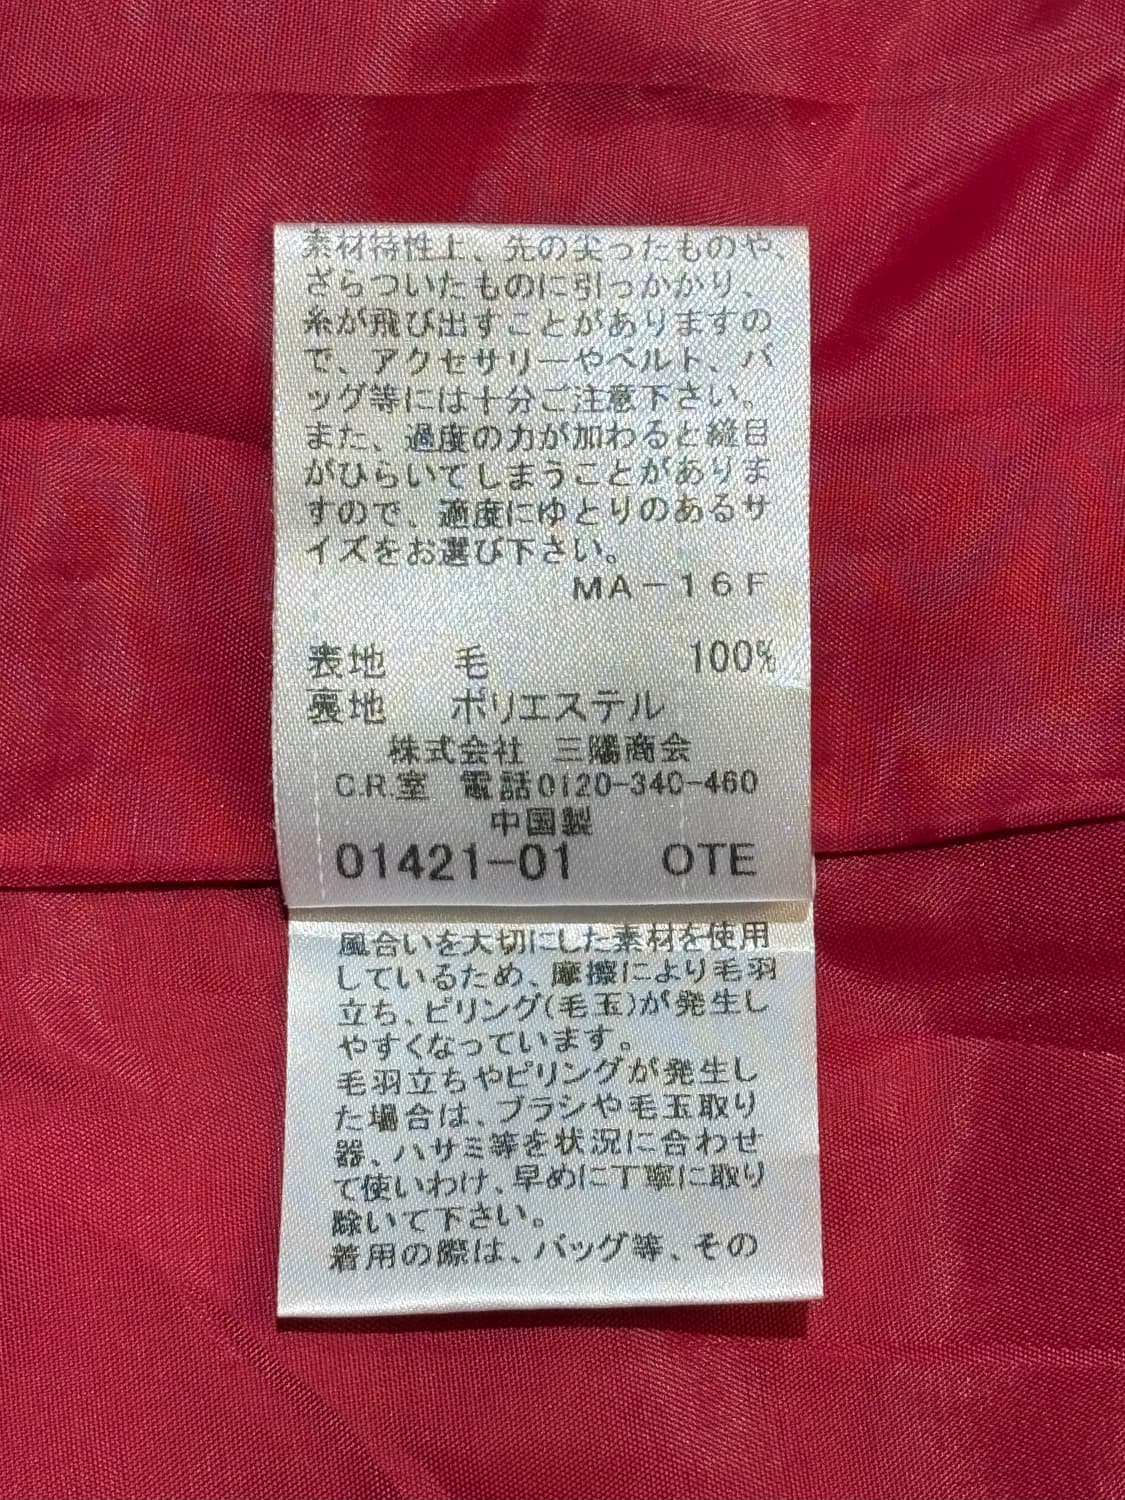 素材特性上、先の尖ったものや、
ざらついたものに引っかかり、
糸が飛び出すことがありますの
で、アクセサリーやベルト、バ
ッグ等には十分ご注意下さい。
また、過度の力が加わると縫目
がひらいてしまうことがありま
すので、適度にゆとりのあるサ
イズをお選び下さい。
MA－16F
表地 毛 100%
裏地 ポリエステル
株式会社 三陽商会
C.R.室 電話0120-340-460
中国製
01421-01 OTE
風合いを大切にした素材を使用
しているため、摩擦により毛羽
立ち、ピリング(毛玉)が発生し
やすくなっています。
毛羽立ちやピリングが発生し
た場合は、ブラシや毛玉取り
器、ハサミ等を状況に合わせ
て使いわけ、早めに丁寧に取り
除いて下さい。
着用の際は、バッグ等、その